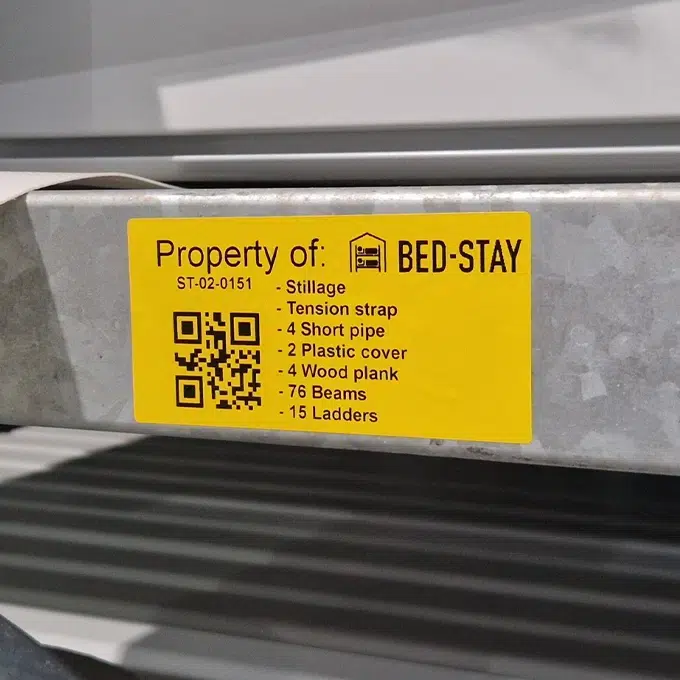 Property of: BED-STAY
ST-02-0151
- Stillage
- Tension strap
- 4 Short pipe
- 2 Plastic cover
- 4 Wood plank
- 76 Beams
- 15 Ladders